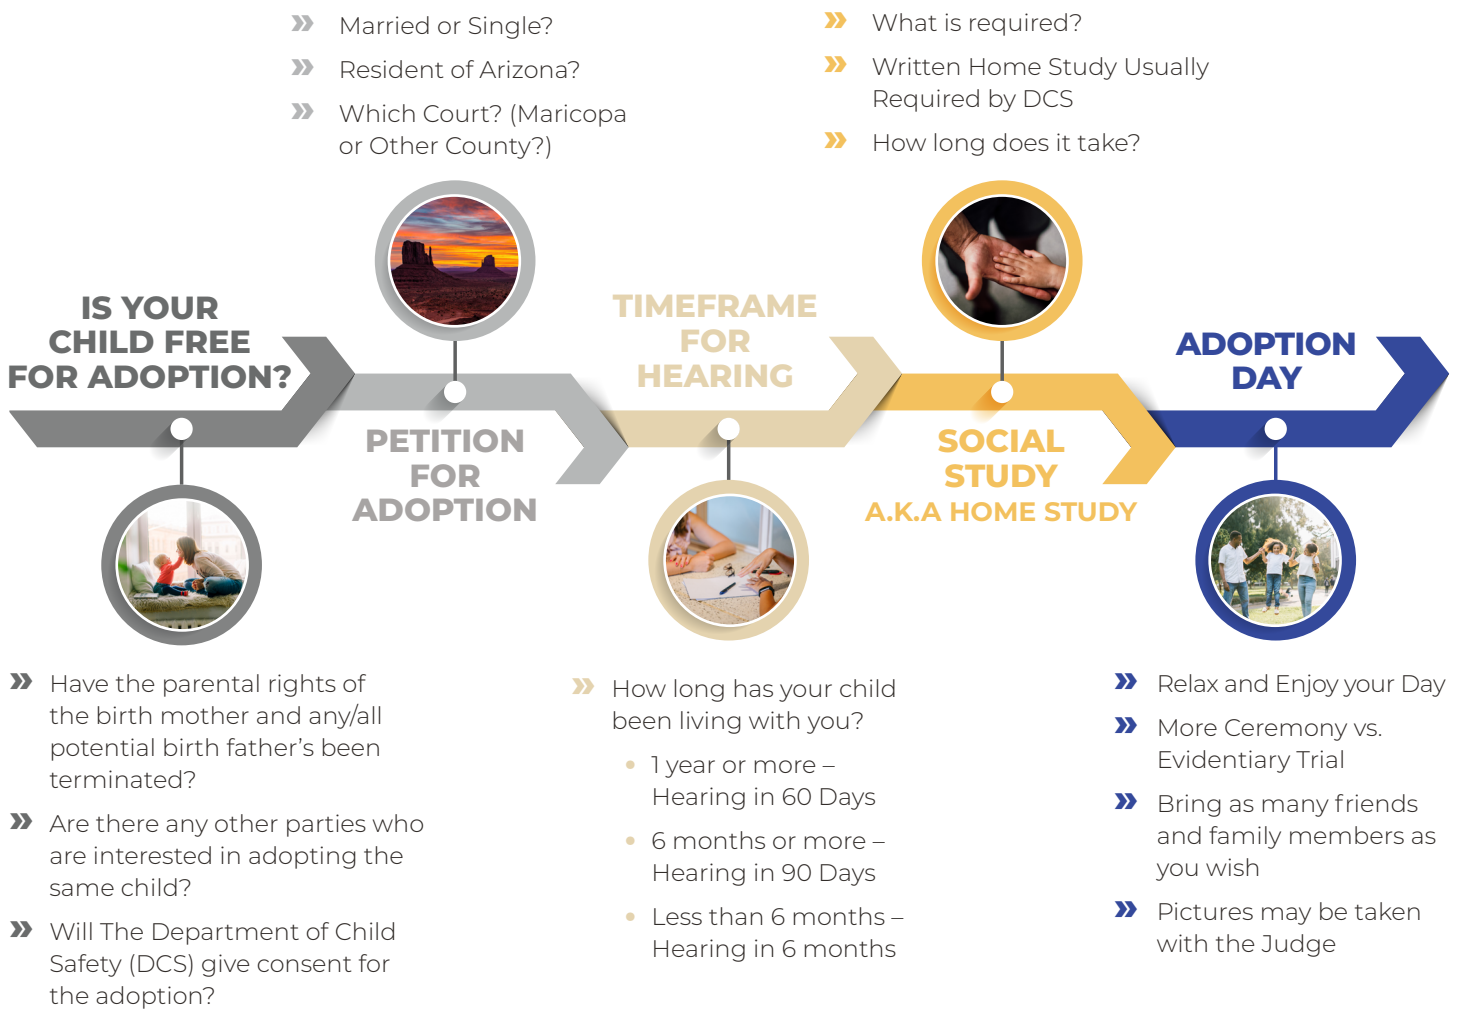 IS YOUR
CHILD FREE
FOR ADOPTION?
Have the parental rights of
the birth mother and any/all
potential birth father’s been
terminated?
Are there any other parties who
are interested in adopting the
same child?
Will The Department of Child
Safety (DCS) give consent for
the adoption?
Married or Single?
Resident of Arizona?
Which Court? (Maricopa
or Other County?)
PETITION
FOR
ADOPTION
TIMEFRAME
FOR
HEARING
How long has your child
been living with you?
1 year or more –
Hearing in 60 Days
6 months or more –
Hearing in 90 Days
Less than 6 months –
Hearing in 6 months
What is required?
Written Home Study Usually
Required by DCS
How long does it take?
SOCIAL
STUDY
A.K.A HOME STUDY
ADOPTION
DAY
Relax and Enjoy your Day
More Ceremony vs.
Evidentiary Trial
Bring as many friends
and family members as
you wish
Pictures may be taken
with the Judge